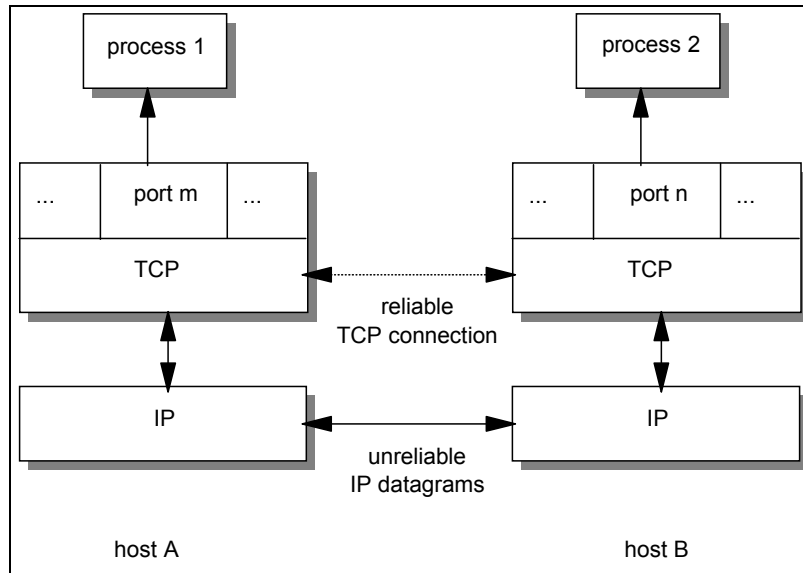 process 1
process 2
...
port m
...
...
port n
...
TCP
TCP
reliable
TCP connection
IP
IP
unreliable
IP datagrams
host A
host B